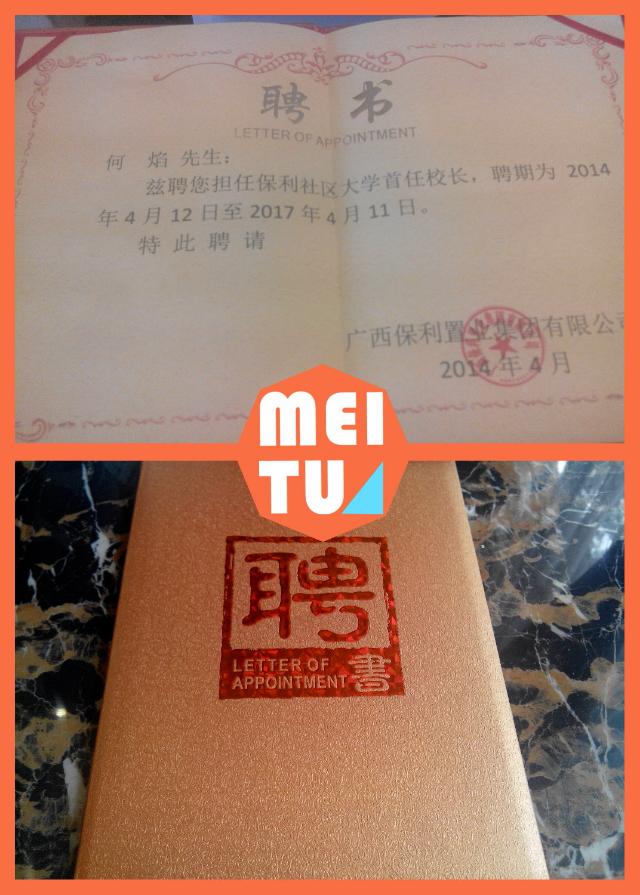 聘 书
LETTER OF APPOINTMENT
何 焰 先生：
兹聘您担任保利社区大学首任校长，聘期为 2014
年 4 月 12 日至 2017 年 4 月 11 日。
特 此 聘 请
广西保利置业集团有限公司
2014 年 4 月
MEI
TU
聘
LETTER OF
APPOINTMENT 書